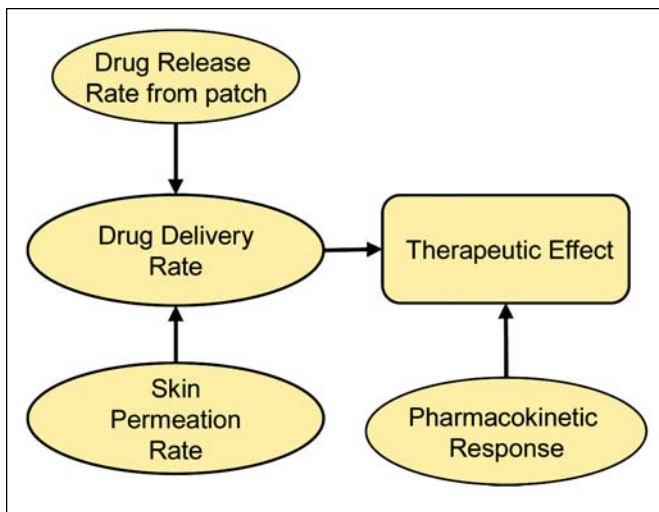 Drug Release
Rate from patch
Drug Delivery
Rate
Therapeutic Effect
Skin
Permeation
Rate
Pharmacokinetic
Response